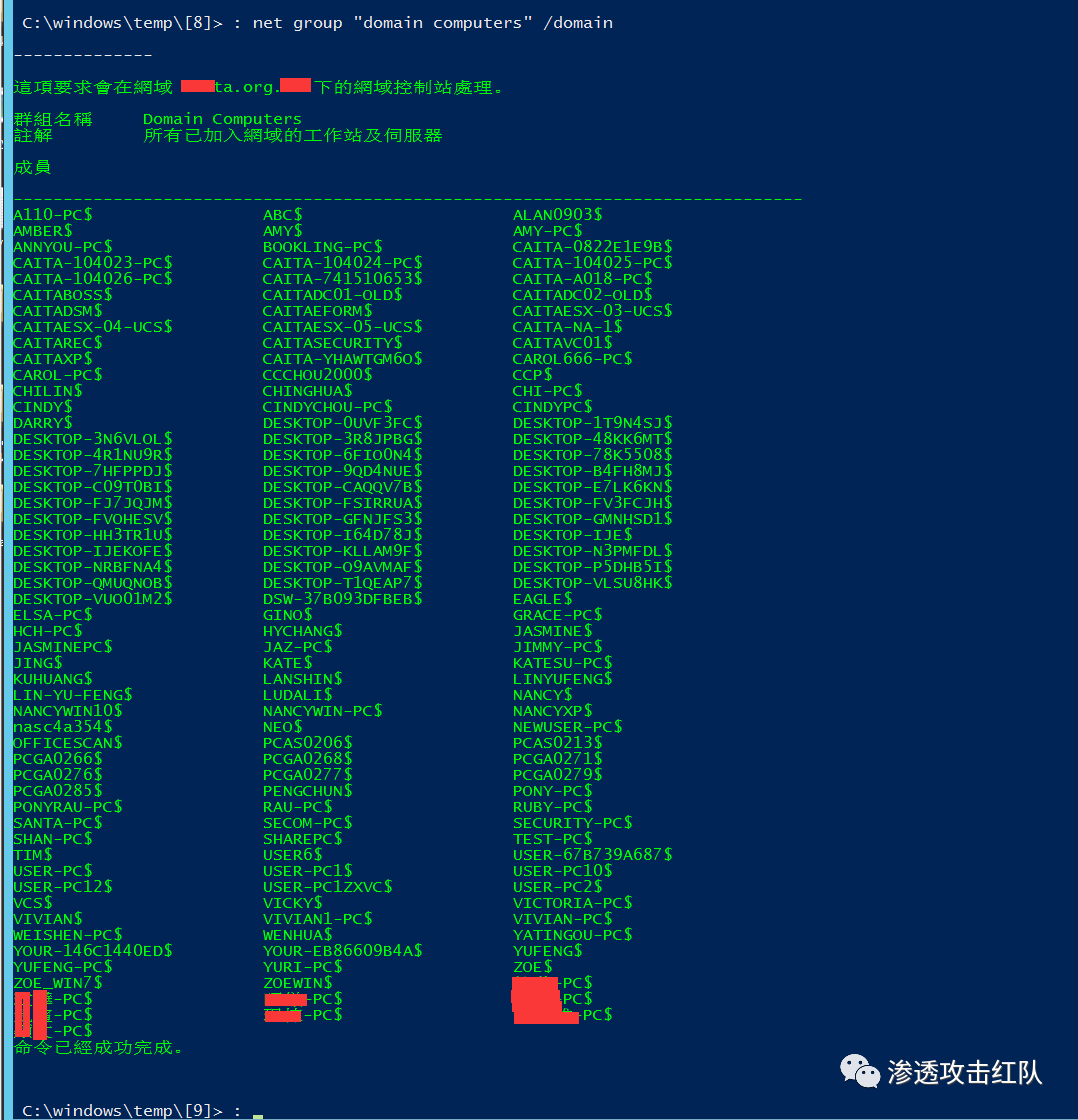 C:\windows\temp\[8]> : net group "domain computers" /domain
--------------
這項要求會在網域 ta.org. 下的網域控制站處理。
群組名稱 Domain Computers
註解 所有已加入網域的工作站及伺服器
成員
-------------------------------------------------------------------------------
A110-PC$ ABC$ ALAN0903$
AMBER$ AMY$ AMY-PC$
ANNYOU-PC$ BOOKLING-PC$ CAITA-0822E1E9B$
CAITA-104023-PC$ CAITA-104024-PC$ CAITA-104025-PC$
CAITA-104026-PC$ CAITA-741510653$ CAITA-A018-PC$
CAITABOSS$ CAITADC01-OLD$ CAITADC02-OLD$
CAITADSM$ CAITAEFORM$ CAITAESX-03-UCS$
CAITAESX-04-UCS$ CAITAESX-05-UCS$ CAITA-NA-1$
CAITAREC$ CAITASECURITY$ CAITAVC01$
CAITAXP$ CAITA-YHAWTGM6O$ CAROL666-PC$
CAROL-PC$ CCCHOU2000$ CCP$
CHILIN$ CHINGHUA$ CHI-PC$
CINDY$ CINDYCHOU-PC$ CINDYPC$
DARRY$ DESKTOP-0UVF3FC$ DESKTOP-1T9N4SJ$
DESKTOP-3N6VLOL$ DESKTOP-3R8JPBG$ DESKTOP-48KK6MT$
DESKTOP-4R1NU9R$ DESKTOP-6FIO0N4$ DESKTOP-78K5508$
DESKTOP-7HFPPDJ$ DESKTOP-9QD4NUE$ DESKTOP-B4FH8MJ$
DESKTOP-C09T0BI$ DESKTOP-CAQQV7B$ DESKTOP-E7LK6KN$
DESKTOP-FJ7JQJM$ DESKTOP-FSIRRUA$ DESKTOP-FV3FCJH$
DESKTOP-FVOHESV$ DESKTOP-GFNJFS3$ DESKTOP-GMNHSD1$
DESKTOP-HH3TR1U$ DESKTOP-I64D78J$ DESKTOP-IJE$
DESKTOP-IJEKOFE$ DESKTOP-KLLAM9F$ DESKTOP-N3PMFDL$
DESKTOP-NRBFNA4$ DESKTOP-O9AVMAF$ DESKTOP-P5DHB5I$
DESKTOP-QMUQNOB$ DESKTOP-T1QEAP7$ DESKTOP-VLSU8HK$
DESKTOP-VUO01M2$ DSW-37B093DFBEB$ EAGLE$
ELSA-PC$ GINO$ GRACE-PC$
HCH-PC$ HYCHANG$ JASMINE$
JASMINEPC$ JAZ-PC$ JIMMY-PC$
JING$ KATE$ KATESU-PC$
KUHUANG$ LANSHIN$ LINYUFENG$
LIN-YU-FENG$ LUDALI$ NANCY$
NANCYWIN10$ NANCYWIN-PC$ NANCYXP$
nasc4a354$ NEO$ NEWUSER-PC$
OFFICESCAN$ PCAS0206$ PCAS0213$
PCGA0266$ PCGA0268$ PCGA0271$
PCGA0276$ PCGA0277$ PCGA0279$
PCGA0285$ PENGCHUN$ PONY-PC$
PONYRAU-PC$ RAU-PC$ RUBY-PC$
SANTA-PC$ SECOM-PC$ SECURITY-PC$
SHAN-PC$ SHAREPC$ TEST-PC$
TIM$ USER6$ USER-67B739A687$
USER-PC$ USER-PC1$ USER-PC10$
USER-PC12$ USER-PC1ZXVC$ USER-PC2$
VCS$ VICKY$ VICTORIA-PC$
VIVIAN$ VIVIAN1-PC$ VIVIAN-PC$
WEISHEN-PC$ WENHUA$ YATINGOU-PC$
YOUR-146C1440ED$ YOUR-EB86609B4A$ YUFENG$
YUFENG-PC$ YURI-PC$ ZOE$
ZOE_WIN7$ ZOEWIN$ -PC$
-PC$ -PC$ -PC$
-PC$ -PC$ -PC$
-PC$
命令已經成功完成。
C:\windows\temp\[9]> :
渗透攻击红队